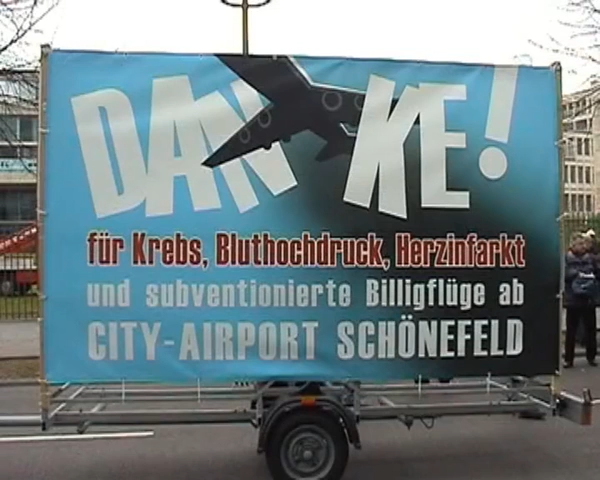 DANKE!
für Krebs, Bluthochdruck, Herzinfarkt
und subventionierte Billigflüge ab
CITY-AIRPORT SCHÖNEFELD